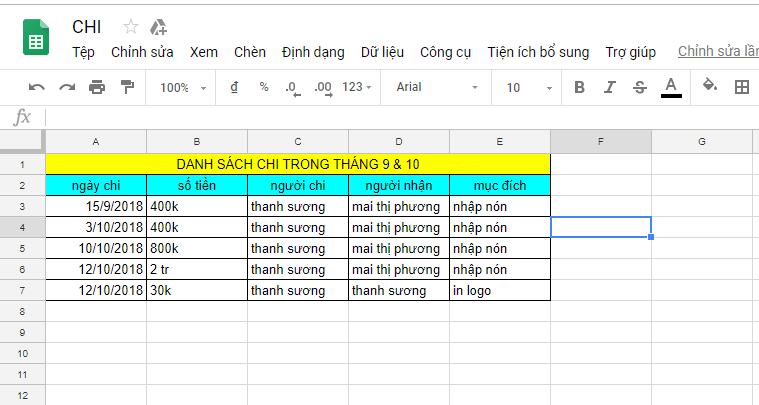 CHI
Tệp Chỉnh sửa Xem Chèn Định dạng Dữ liệu Công cụ Tiện ích bổ sung Trợ giúp Chỉnh sửa lần
100% đ % .0 .00 123 Arial 10 B I S A
fx
A B C D E F G
1 DANH SÁCH CHI TRONG THÁNG 9 & 10
2 ngày chi số tiền người chi người nhận mục đích
3 15/9/2018 400k thanh sương mai thị phương nhập nón
4 3/10/2018 400k thanh sương mai thị phương nhập nón
5 10/10/2018 800k thanh sương mai thị phương nhập nón
6 12/10/2018 2 tr thanh sương mai thị phương nhập nón
7 12/10/2018 30k thanh sương thanh sương in logo
8
9
10
11
12